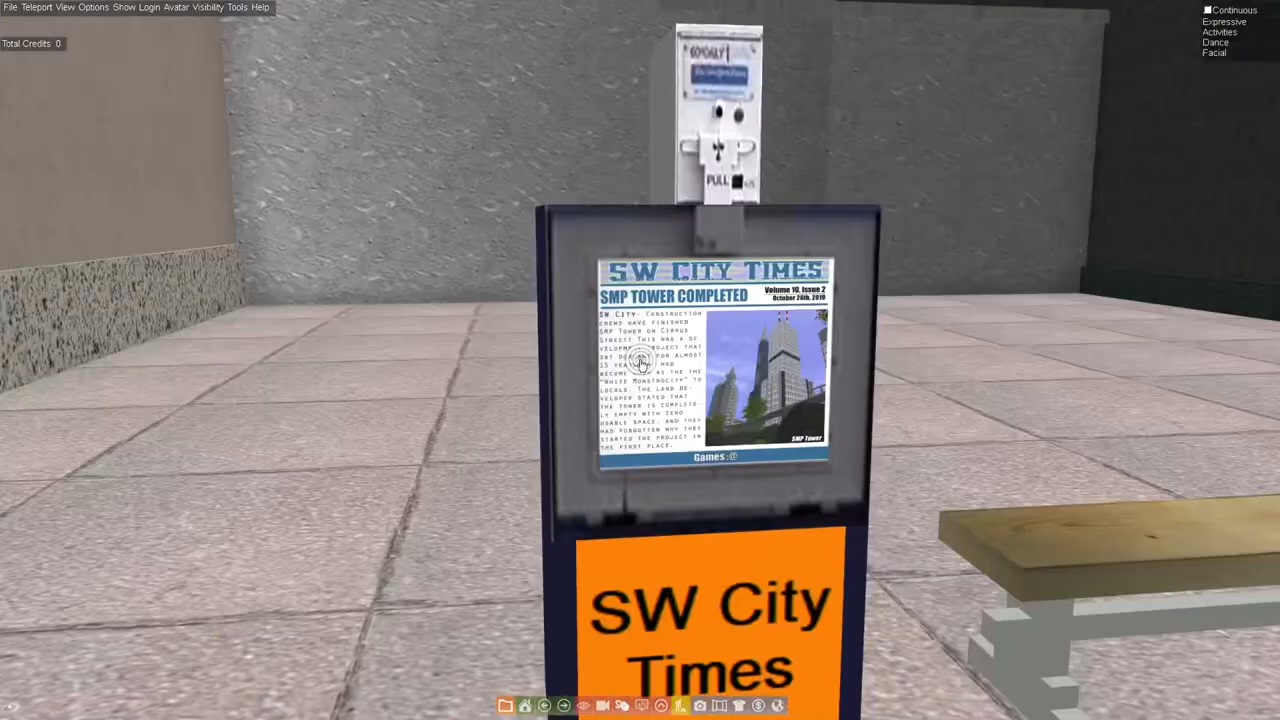 File Teleport View Options Show Login Avatar Visibility Tools Help
Continuous
Expressive
Activities
Dance
Facial
Total Credits: 0
PULL
SW CITY TIMES
SMP TOWER COMPLETED
Volume 10, Issue 2
October 26th, 2019
SW CITY- CONSTRUCTION
CREWS HAVE FINISHED
SMP TOWER ON CIRRUS
STREET! THIS WAS A DE-
VELOPMENT PROJECT THAT
SAT FOR ALMOST
15 HAD
BECOME AS THE THE
"WHITE MONSTROCITY" TO
LOCALS. THE LAND DE-
VELOPER STATED THAT
THE TOWER IS COMPLETE-
LY EMPTY WITH ZERO
USABLE SPACE, AND THEY
HAD FORGOTTEN WHY THEY
STARTED THE PROJECT IN
THE FIRST PLACE.
SMP Tower
Games :@
SW City
Times